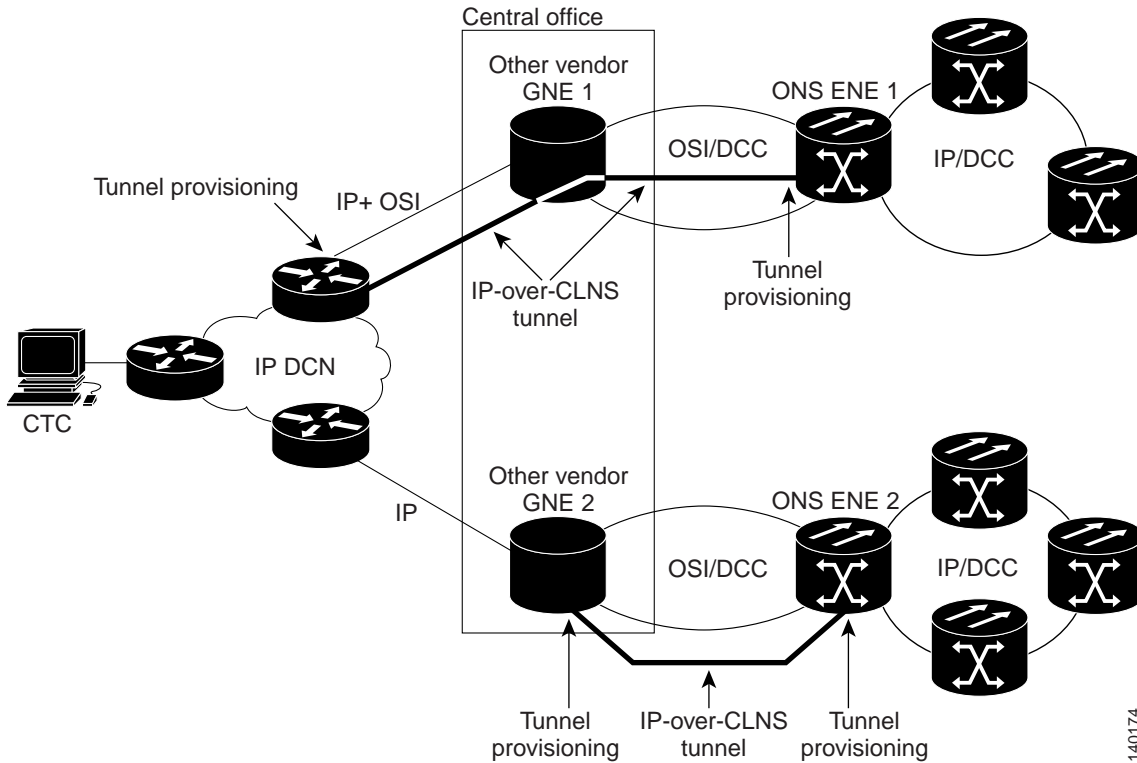 Central office
Other vendor
GNE 1
ONS ENE 1
OSI/DCC
IP/DCC
Tunnel provisioning
IP+ OSI
IP-over-CLNS
tunnel
Tunnel
provisioning
IP DCN
CTC
Other vendor
GNE 2
ONS ENE 2
IP
OSI/DCC
IP/DCC
Tunnel
provisioning
IP-over-CLNS
tunnel
Tunnel
provisioning
140174